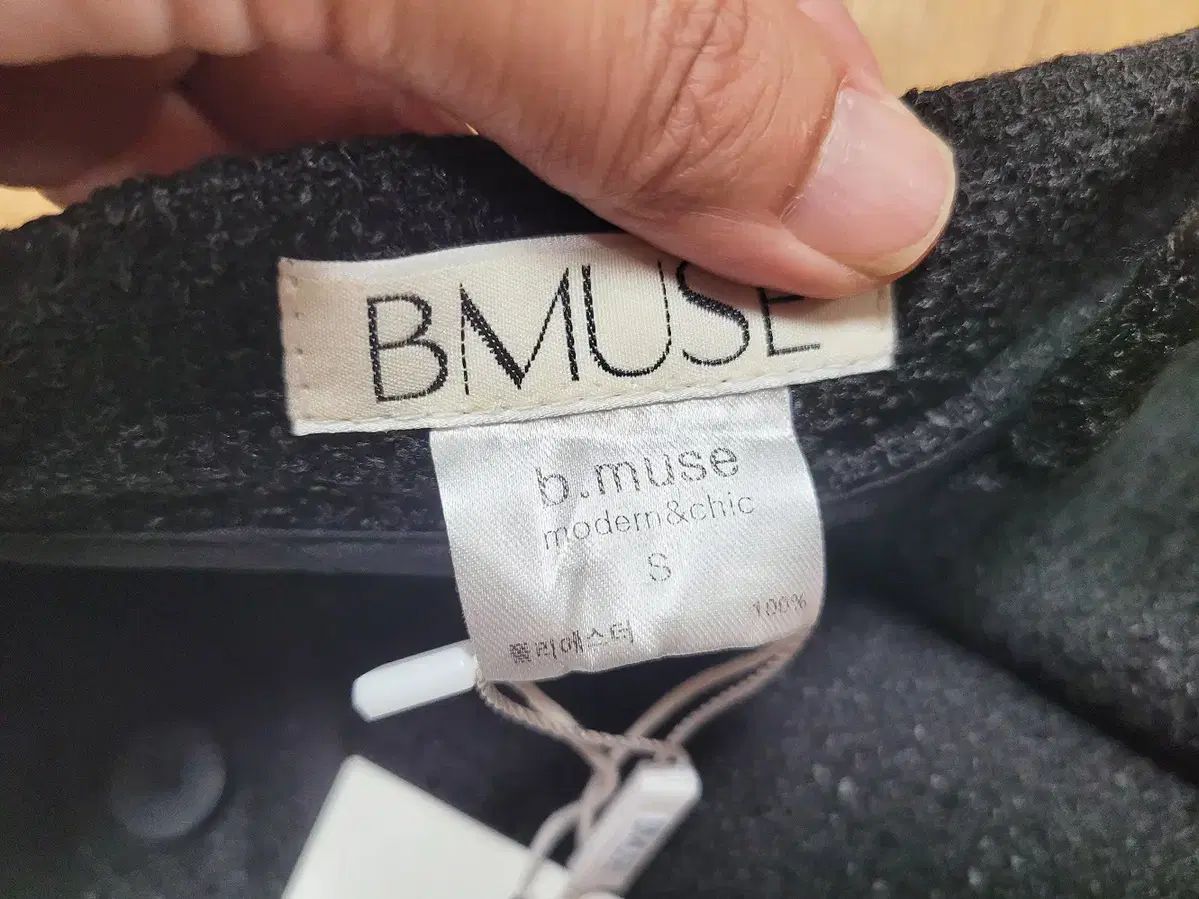 BMUSE
b.muse
modern&chic
S
폴리에스터 100%